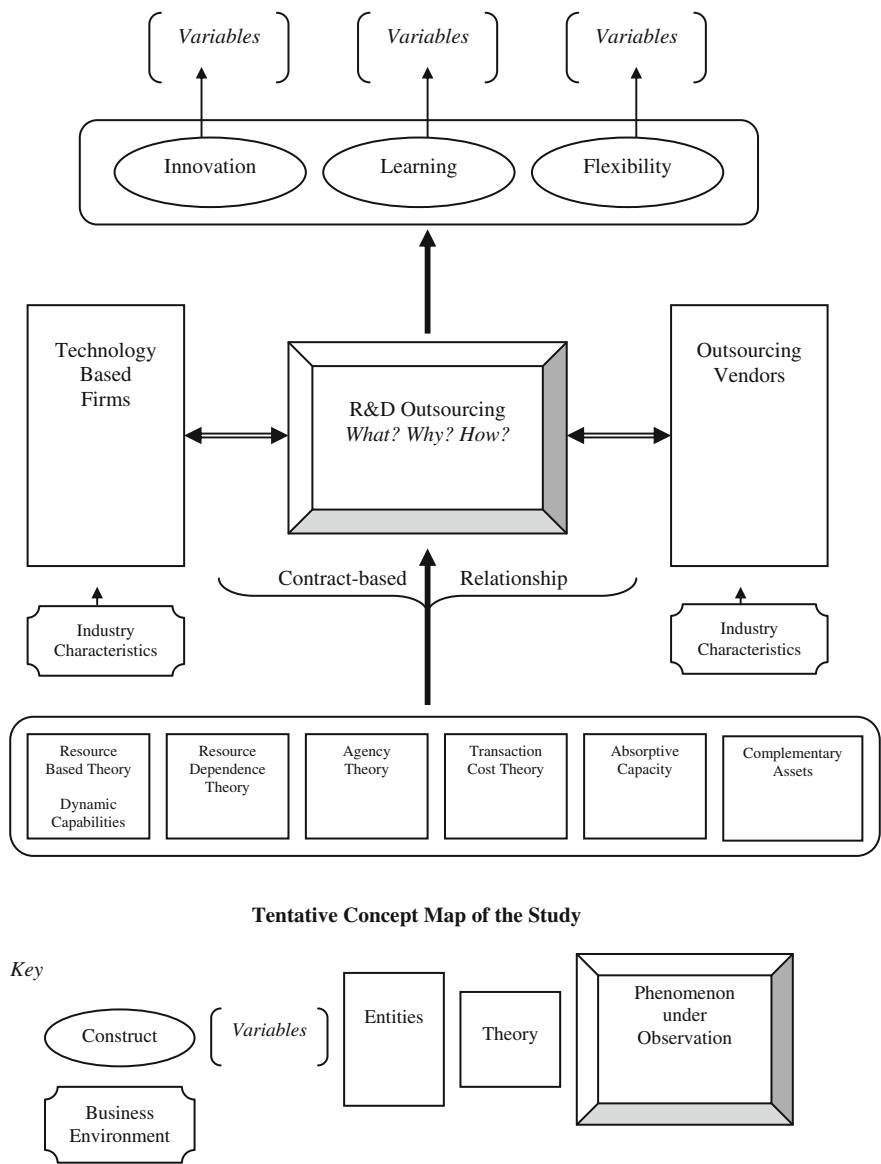 Variables
Variables
Variables
Innovation
Learning
Flexibility
Technology
Based
Firms
R&D Outsourcing
What? Why? How?
Outsourcing
Vendors
Contract-based
Relationship
Industry
Characteristics
Industry
Characteristics
Resource
Based Theory
Dynamic
Capabilities
Resource
Dependence
Theory
Agency
Theory
Transaction
Cost Theory
Absorptive
Capacity
Complementary
Assets
Tentative Concept Map of the Study
Key
Construct
Variables
Entities
Theory
Phenomenon
under
Observation
Business
Environment